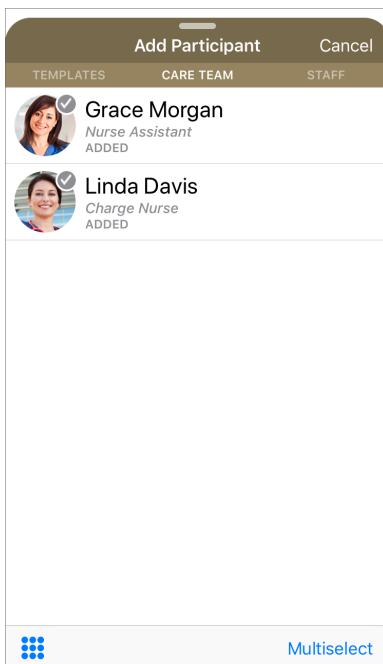 Add Participant Cancel
TEMPLATES CARE TEAM STAFF
Grace Morgan
Nurse Assistant
ADDED
Linda Davis
Charge Nurse
ADDED
Multiselect